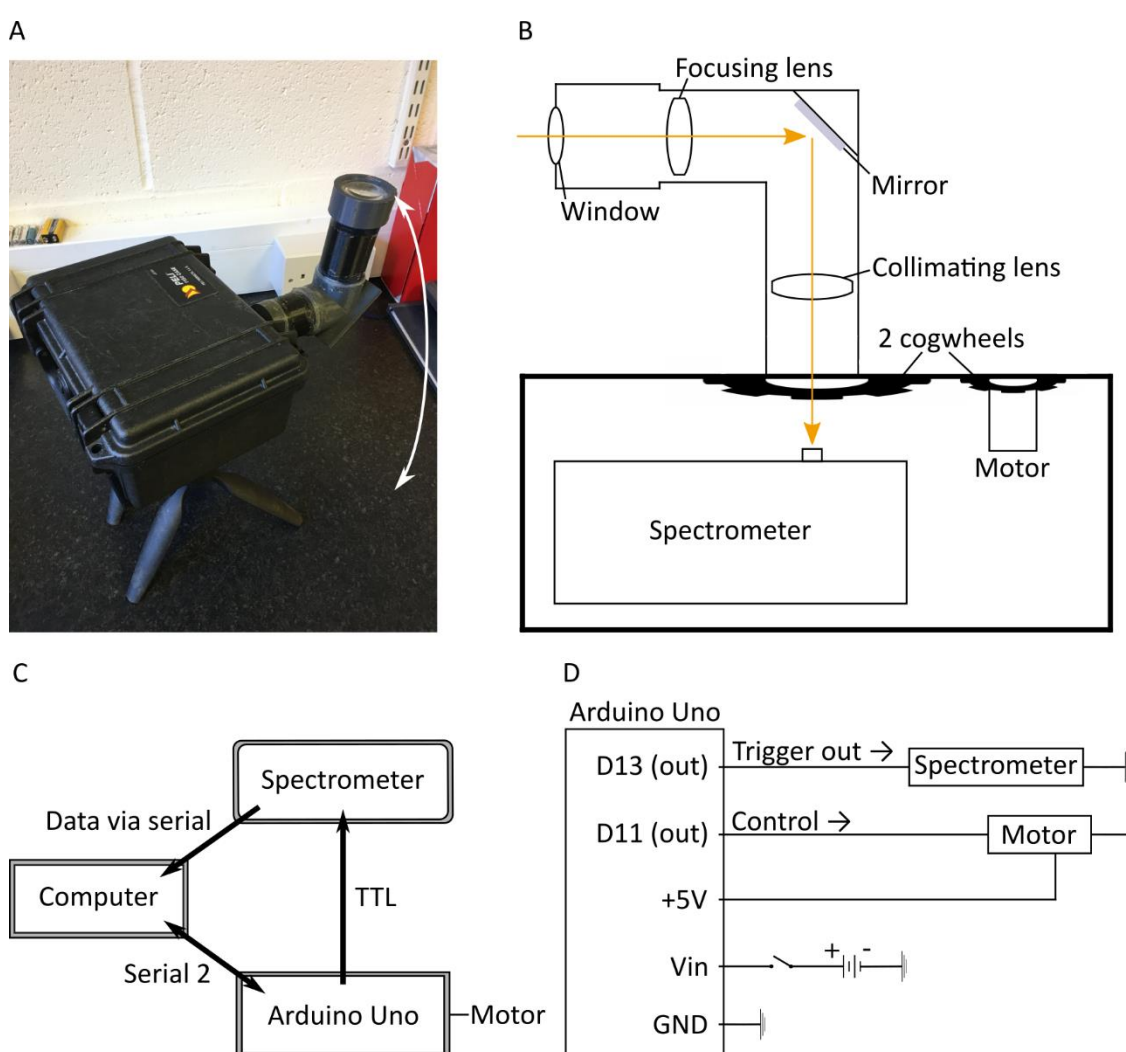 A
B
PELI
Focusing lens
Mirror
Window
Collimating lens
2 cogwheels
Motor
Spectrometer
C
D
Spectrometer
Data via serial
Computer
TTL
Serial 2
Arduino Uno
Motor
Arduino Uno
D13 (out)
Trigger out →
Spectrometer
D11 (out)
Control →
Motor
+5V
Vin
+ -
GND